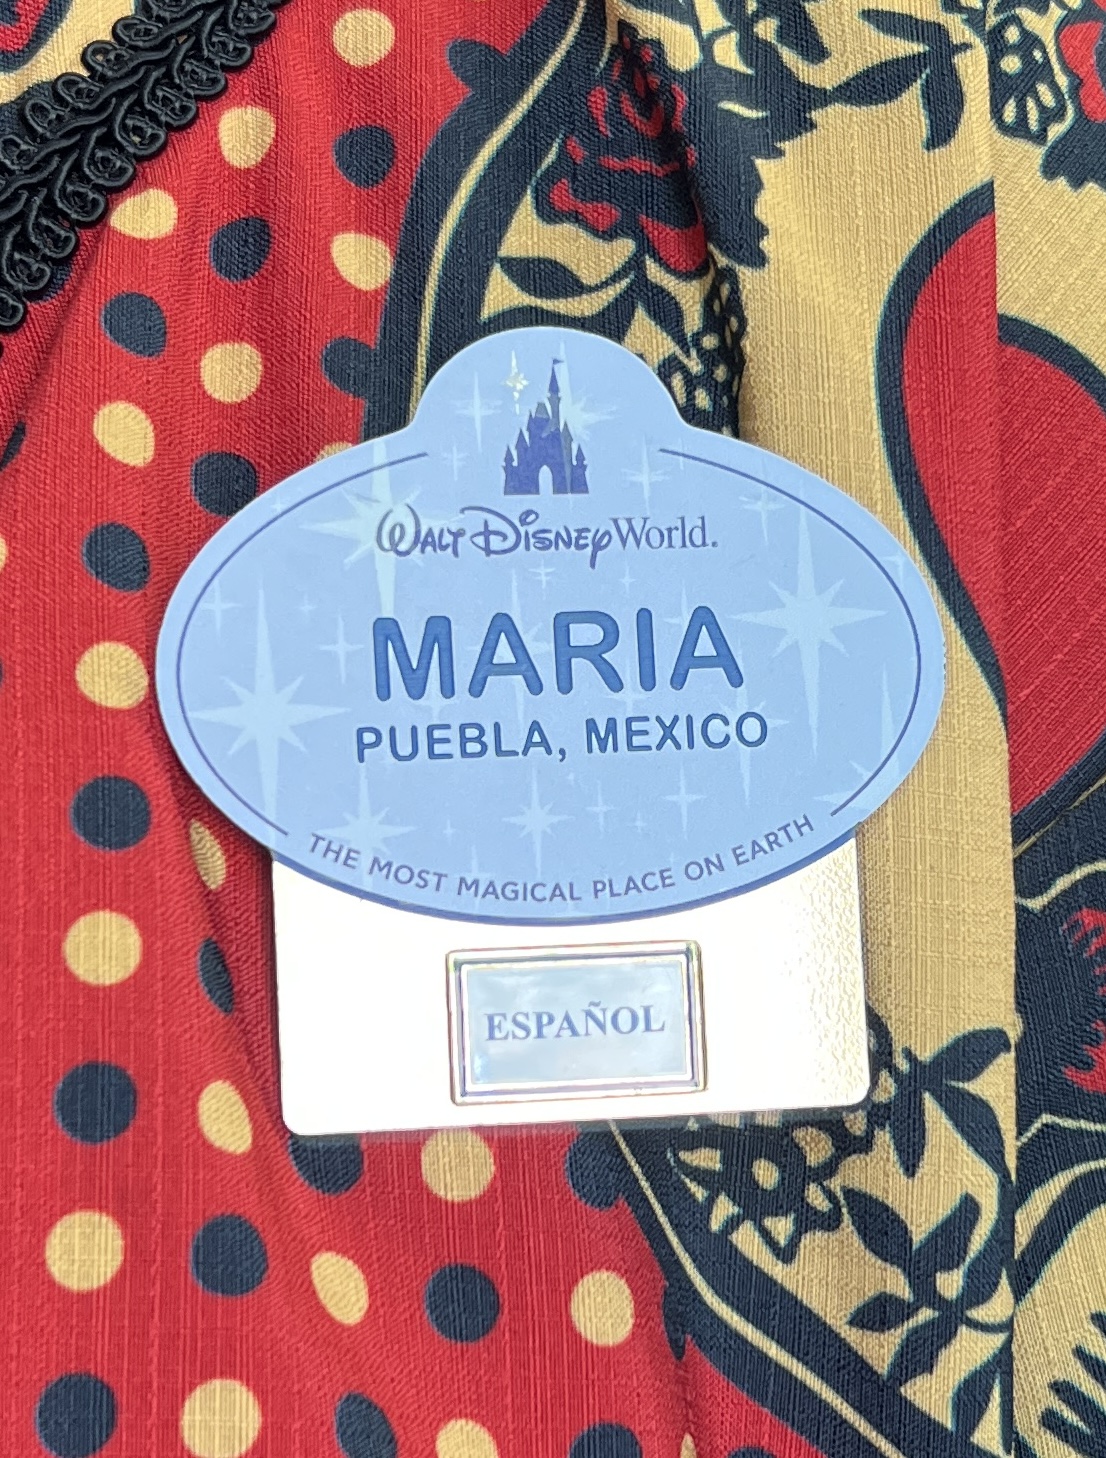 Walt Disney World.
MARIA
PUEBLA, MEXICO
THE MOST MAGICAL PLACE ON EARTH
ESPAÑOL